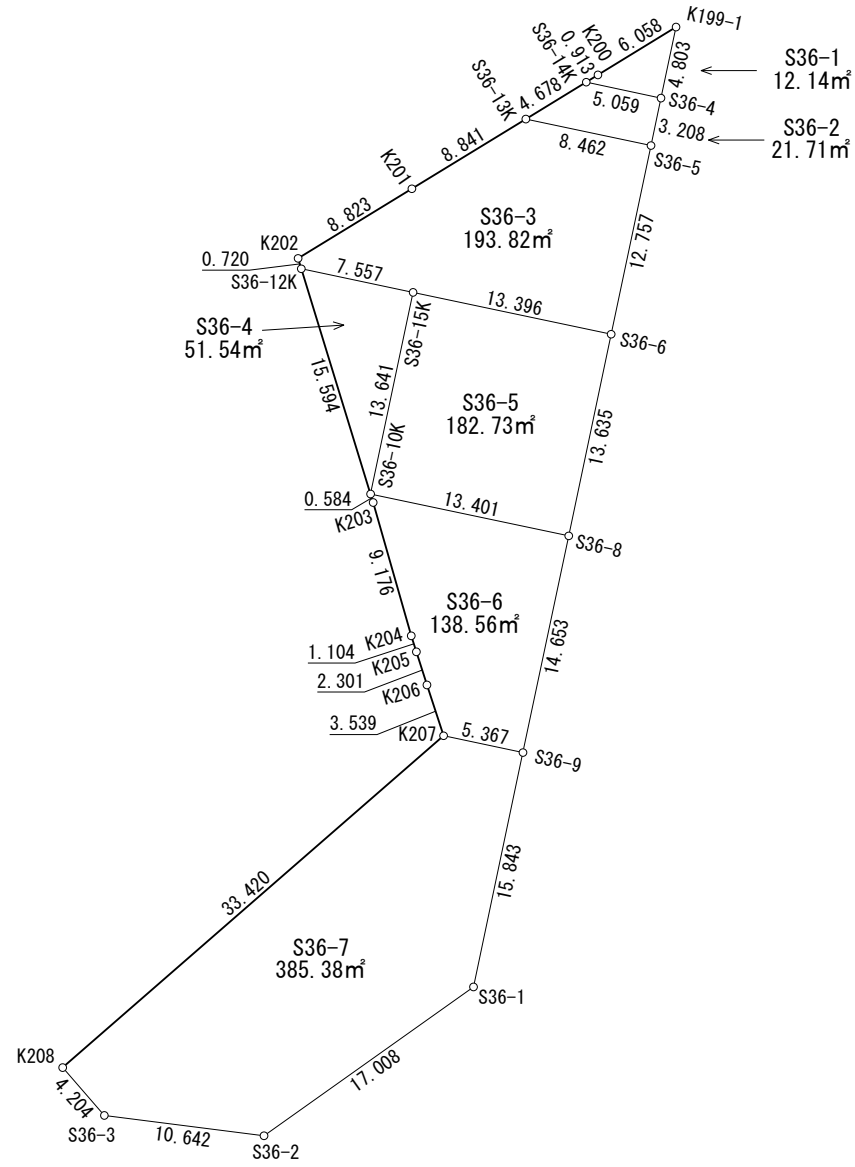 K199-1
6.058
K200
0.913
S36-14K
4.803
S36-1
12.14㎡
5.059
S36-4
4.678
S36-13K
3.208
S36-2
21.71㎡
8.462
S36-5
8.841
K201
8.823
S36-3
193.82㎡
12.757
K202
0.720
S36-12K
7.557
13.396
S36-15K
S36-6
S36-4
51.54㎡
15.594
13.641
S36-5
182.73㎡
13.635
S36-10K
0.584
K203
13.401
S36-8
9.176
S36-6
138.56㎡
14.653
K204
1.104
K205
2.301
K206
3.539
K207
5.367
S36-9
15.843
33.420
S36-7
385.38㎡
S36-1
K208
17.008
4.204
S36-3
10.642
S36-2